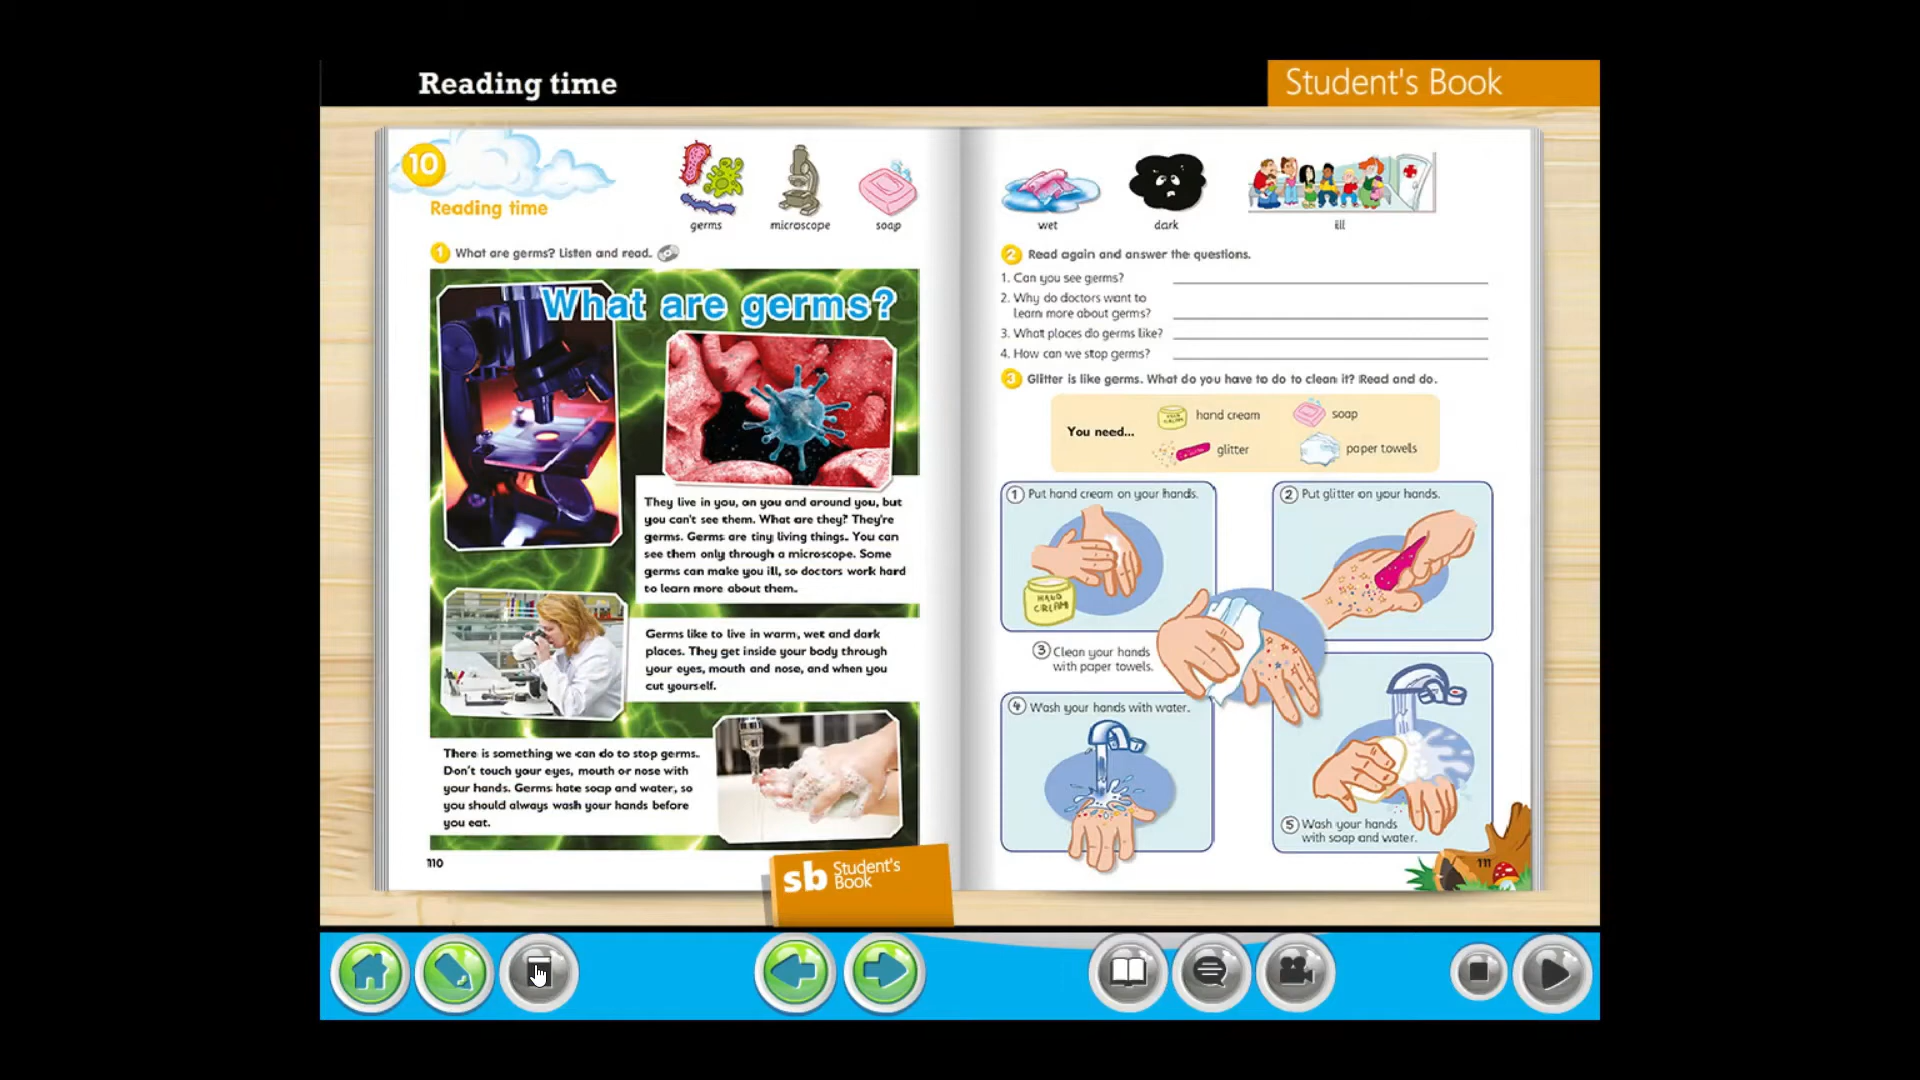 Reading time
Student's Book
10
Reading time
germs
microscope
soap
1 What are germs? Listen and read.
What are germs?
They live in you, on you and around you, but
you can't see them. What are they? They're
germs. Germs are tiny living things. You can
see them only through a microscope. Some
germs can make you ill, so doctors work hard
to learn more about them.
Germs like to live in warm, wet and dark
places. They get inside your body through
your eyes, mouth and nose, and when you
cut yourself.
There is something we can do to stop germs.
Don't touch your eyes, mouth or nose with
your hands. Germs hate soap and water, so
you should always wash your hands before
you eat.
110
wet
dark
ill
2 Read again and answer the questions.
1. Can you see germs?
2. Why do doctors want to
learn more about germs?
3. What places do germs like?
4. How can we stop germs?
3 Glitter is like germs. What do you have to do to clean it? Read and do.
You need...
hand cream
soap
glitter
paper towells
1 Put hand cream on your hands.
HAND
CREAM
2 Put glitter on your hands.
3 Clean your hands
with paper towels.
4 Wash your hands with water.
5 Wash your hands
with soap and water.
111
sb Student's
Book